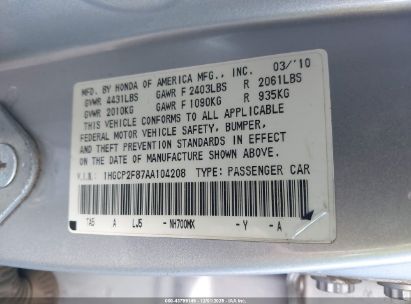 MFD. BY HONDA OF AMERICA MFG., INC. 03/'10
GVWR 4431LBS GAWR F 2403LBS R 2061LBS
GVWR 2010KG GAWR F 1090KG R 935KG
THIS VEHICLE CONFORMS TO ALL APPLICABLE
FEDERAL MOTOR VEHICLE SAFETY, BUMPER,
AND THEFT PREVENTION STANDARDS IN EFFECT
ON THE DATE OF MANUFACTURE SHOWN ABOVE.
V.I.N.: 1HGCP2F87AA104208 TYPE: PASSENGER CAR
TA5 A LJ5 - NH700MX - Y - A